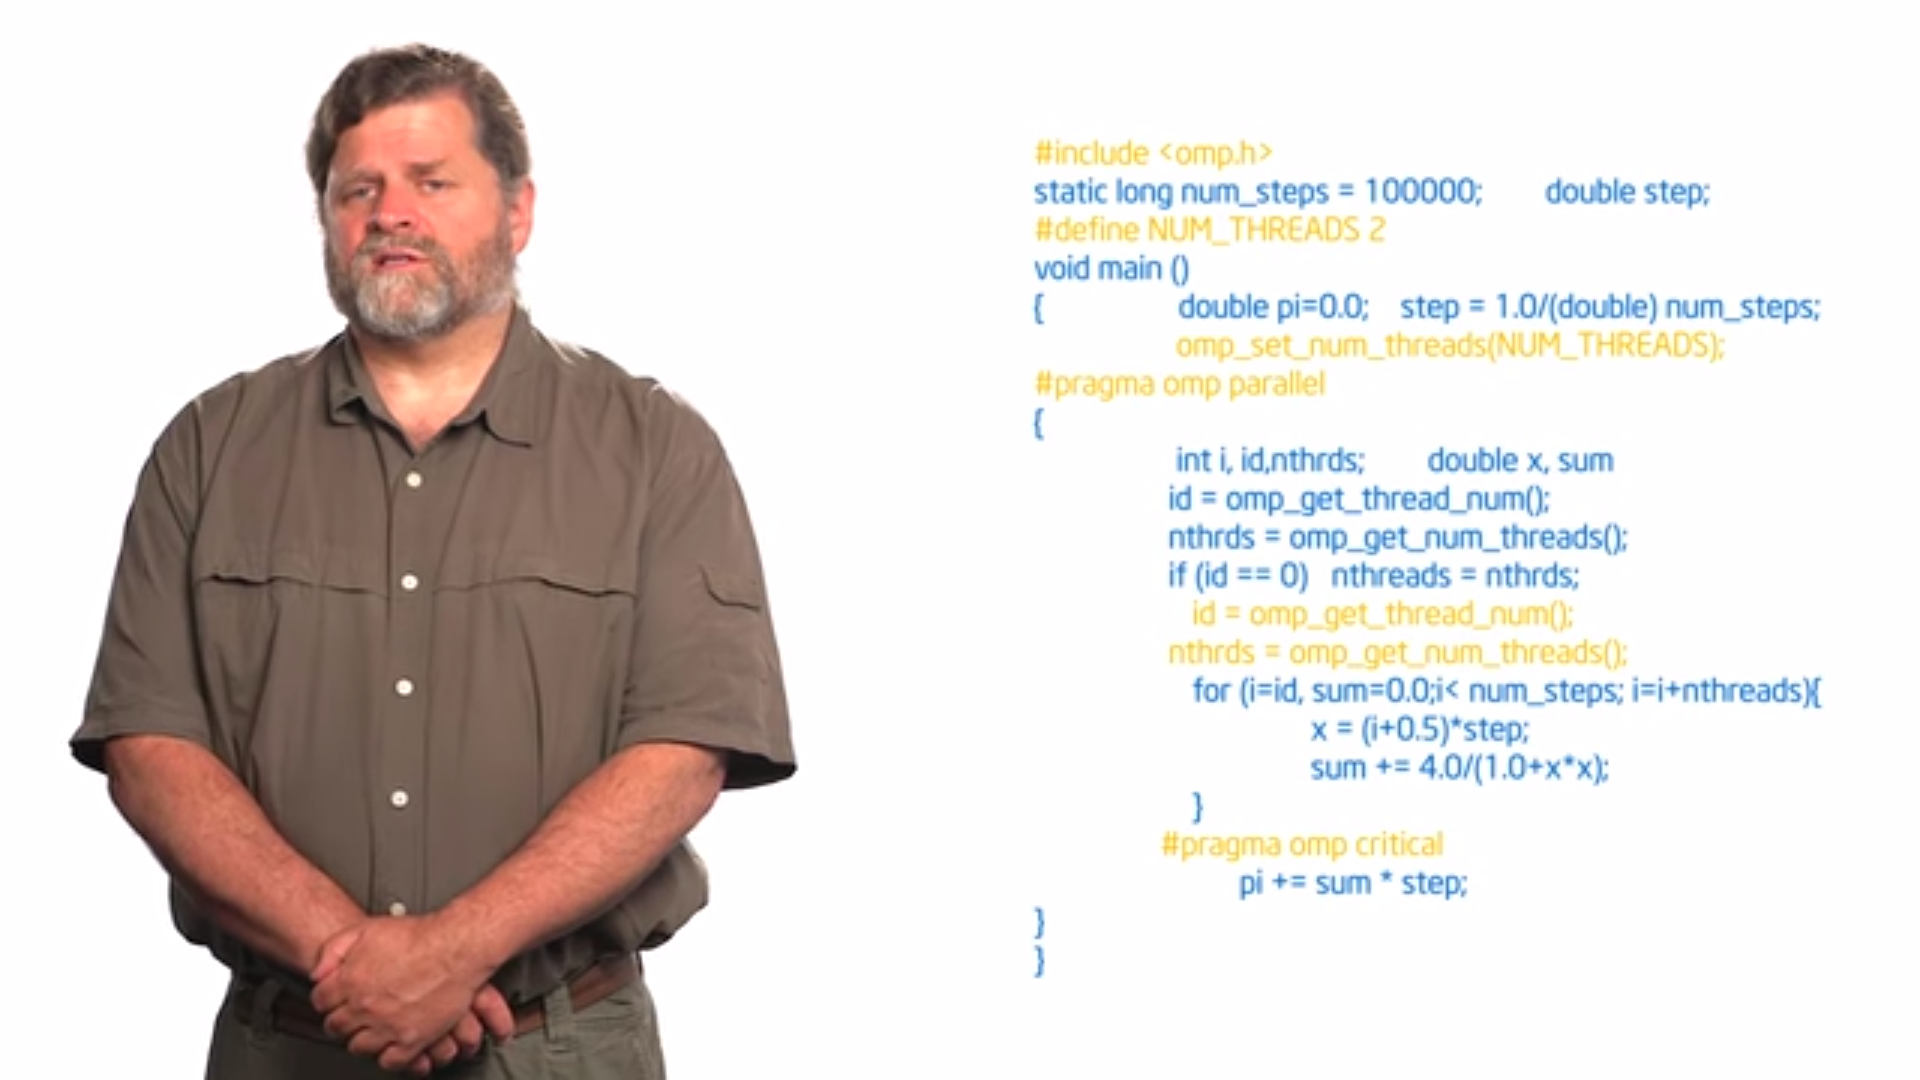 #include <omp.h>
static long num_steps = 100000; double step;
#define NUM_THREADS 2
void main ()
{ double pi=0.0; step = 1.0/(double) num_steps;
omp_set_num_threads(NUM_THREADS);
#pragma omp parallel
{
int i, id,nthrds; double x, sum
id = omp_get_thread_num();
nthrds = omp_get_num_threads();
if (id == 0) nthreads = nthrds;
id = omp_get_thread_num();
nthrds = omp_get_num_threads();
for (i=id, sum=0.0;i< num_steps; i=i+nthreads){
x = (i+0.5)*step;
sum += 4.0/(1.0+x*x);
}
#pragma omp critical
pi += sum * step;
}
}